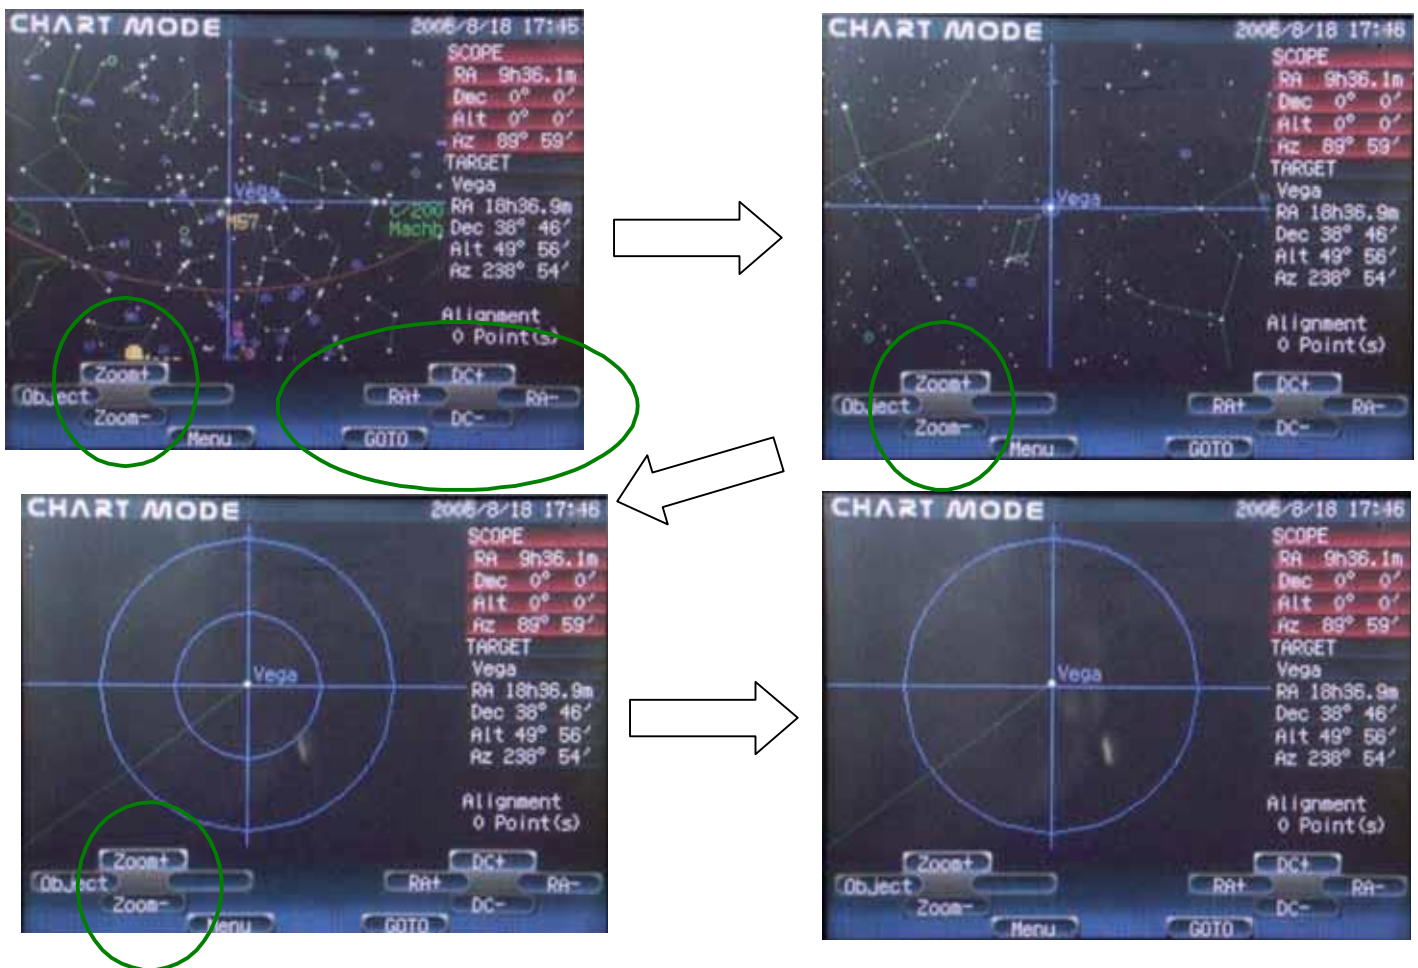 CHART MODE 2006/8/18 17:45
SCOPE
RA 9h36.1m
Dec 0° 0′
Alt 0° 0′
Az 89° 59′
TARGET
Vega
RA 18h36.9m
Dec 38° 46′
Alt 49° 56′
Az 238° 54′
Alignment
0 Point(s)
Vega
M57
C/200
Machh
Zoom+
Object
Zoom-
Menu
DC+
RA+ RA-
DC-
GOTO
CHART MODE 2006/8/18 17:46
SCOPE
RA 9h36.1m
Dec 0° 0′
Alt 0° 0′
Az 89° 59′
TARGET
Vega
RA 18h36.9m
Dec 38° 46′
Alt 49° 56′
Az 238° 54′
Alignment
0 Point(s)
Vega
Zoom+
Object
Zoom-
Menu
DC+
RA+ RA-
DC-
GOTO
CHART MODE 2006/8/18 17:46
SCOPE
RA 9h36.1m
Dec 0° 0′
Alt 0° 0′
Az 89° 59′
TARGET
Vega
RA 18h36.9m
Dec 38° 46′
Alt 49° 56′
Az 238° 54′
Alignment
0 Point(s)
Vega
Zoom+
Object
Zoom-
Menu
DC+
RA+ RA-
DC-
GOTO
CHART MODE 2006/8/18 17:46
SCOPE
RA 9h36.1m
Dec 0° 0′
Alt 0° 0′
Az 89° 59′
TARGET
Vega
RA 18h36.9m
Dec 38° 46′
Alt 49° 56′
Az 238° 54′
Alignment
0 Point(s)
Vega
Zoom+
Object
Zoom-
Menu
DC+
RA+ RA-
DC-
GOTO